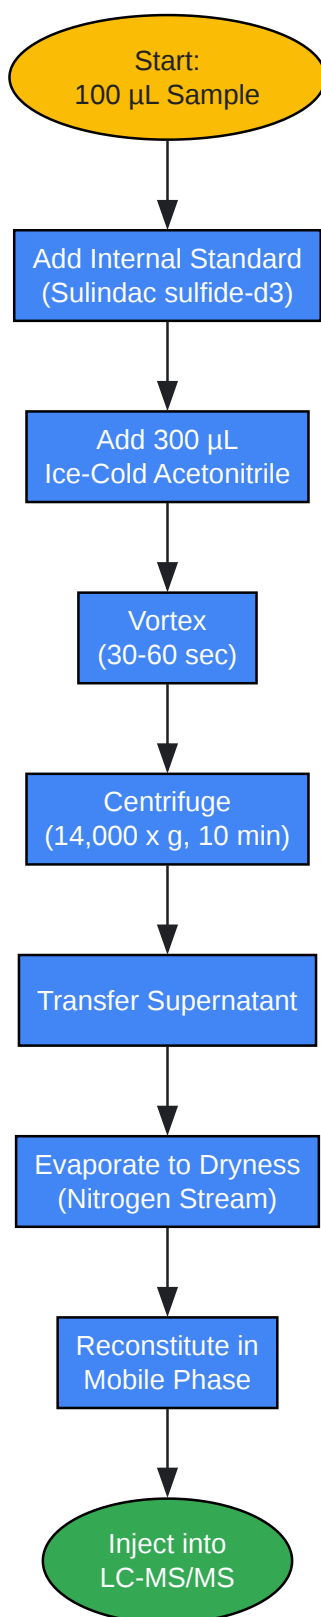 Start:
100 µL Sample
Add Internal Standard
(Sulindac sulfide-d3)
Add 300 µL
Ice-Cold Acetonitrile
Vortex
(30-60 sec)
Centrifuge
(14,000 x g, 10 min)
Transfer Supernatant
Evaporate to Dryness
(Nitrogen Stream)
Reconstitute in
Mobile Phase
Inject into
LC-MS/MS